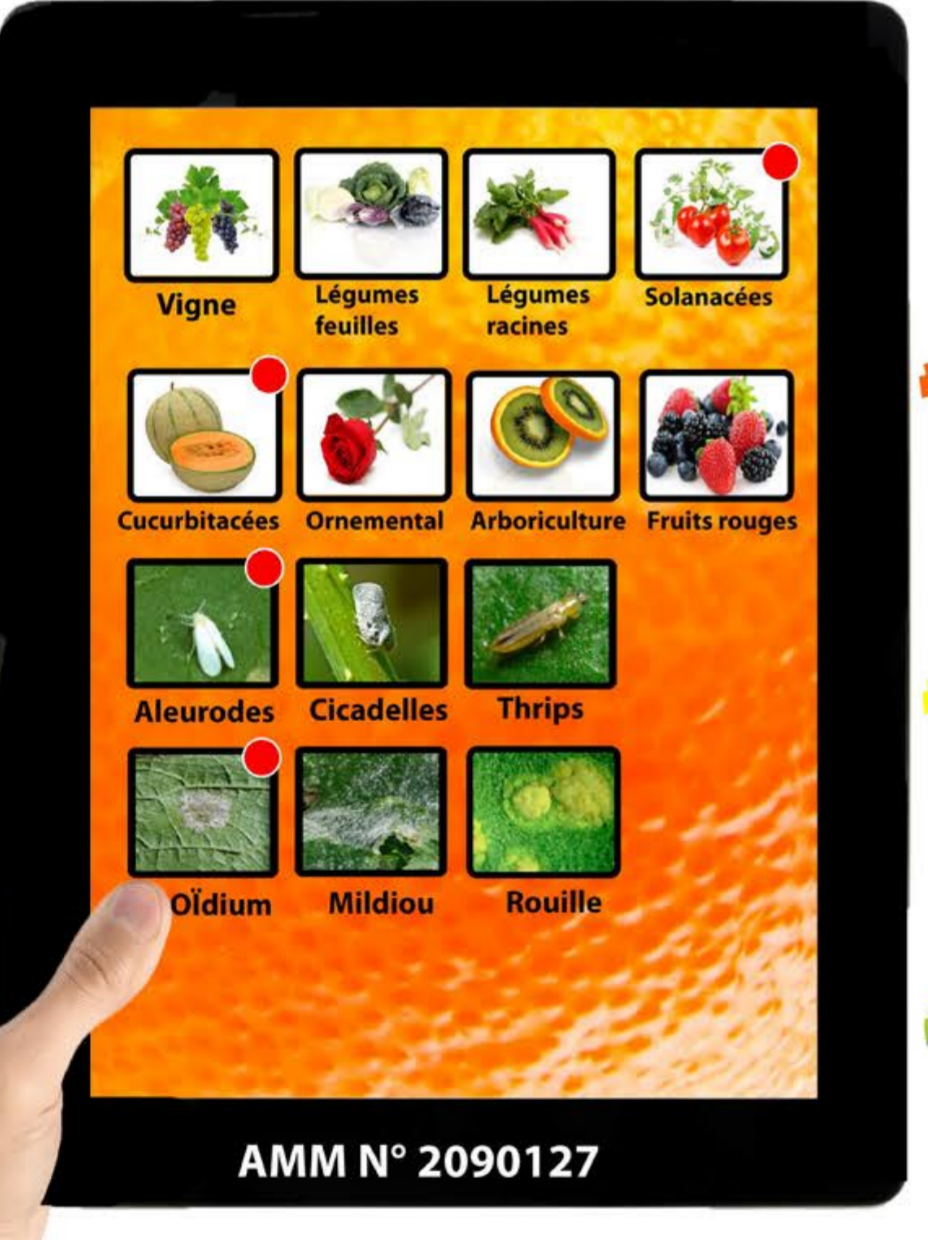 Vigne
Légumes
feuilles
Légumes
racines
Solanacées
Cucurbitacées
Ornemental
Arboriculture
Fruits rouges
Aleurodes
Cicadelles
Thrips
OÏdium
Mildiou
Rouille
AMM N° 2090127